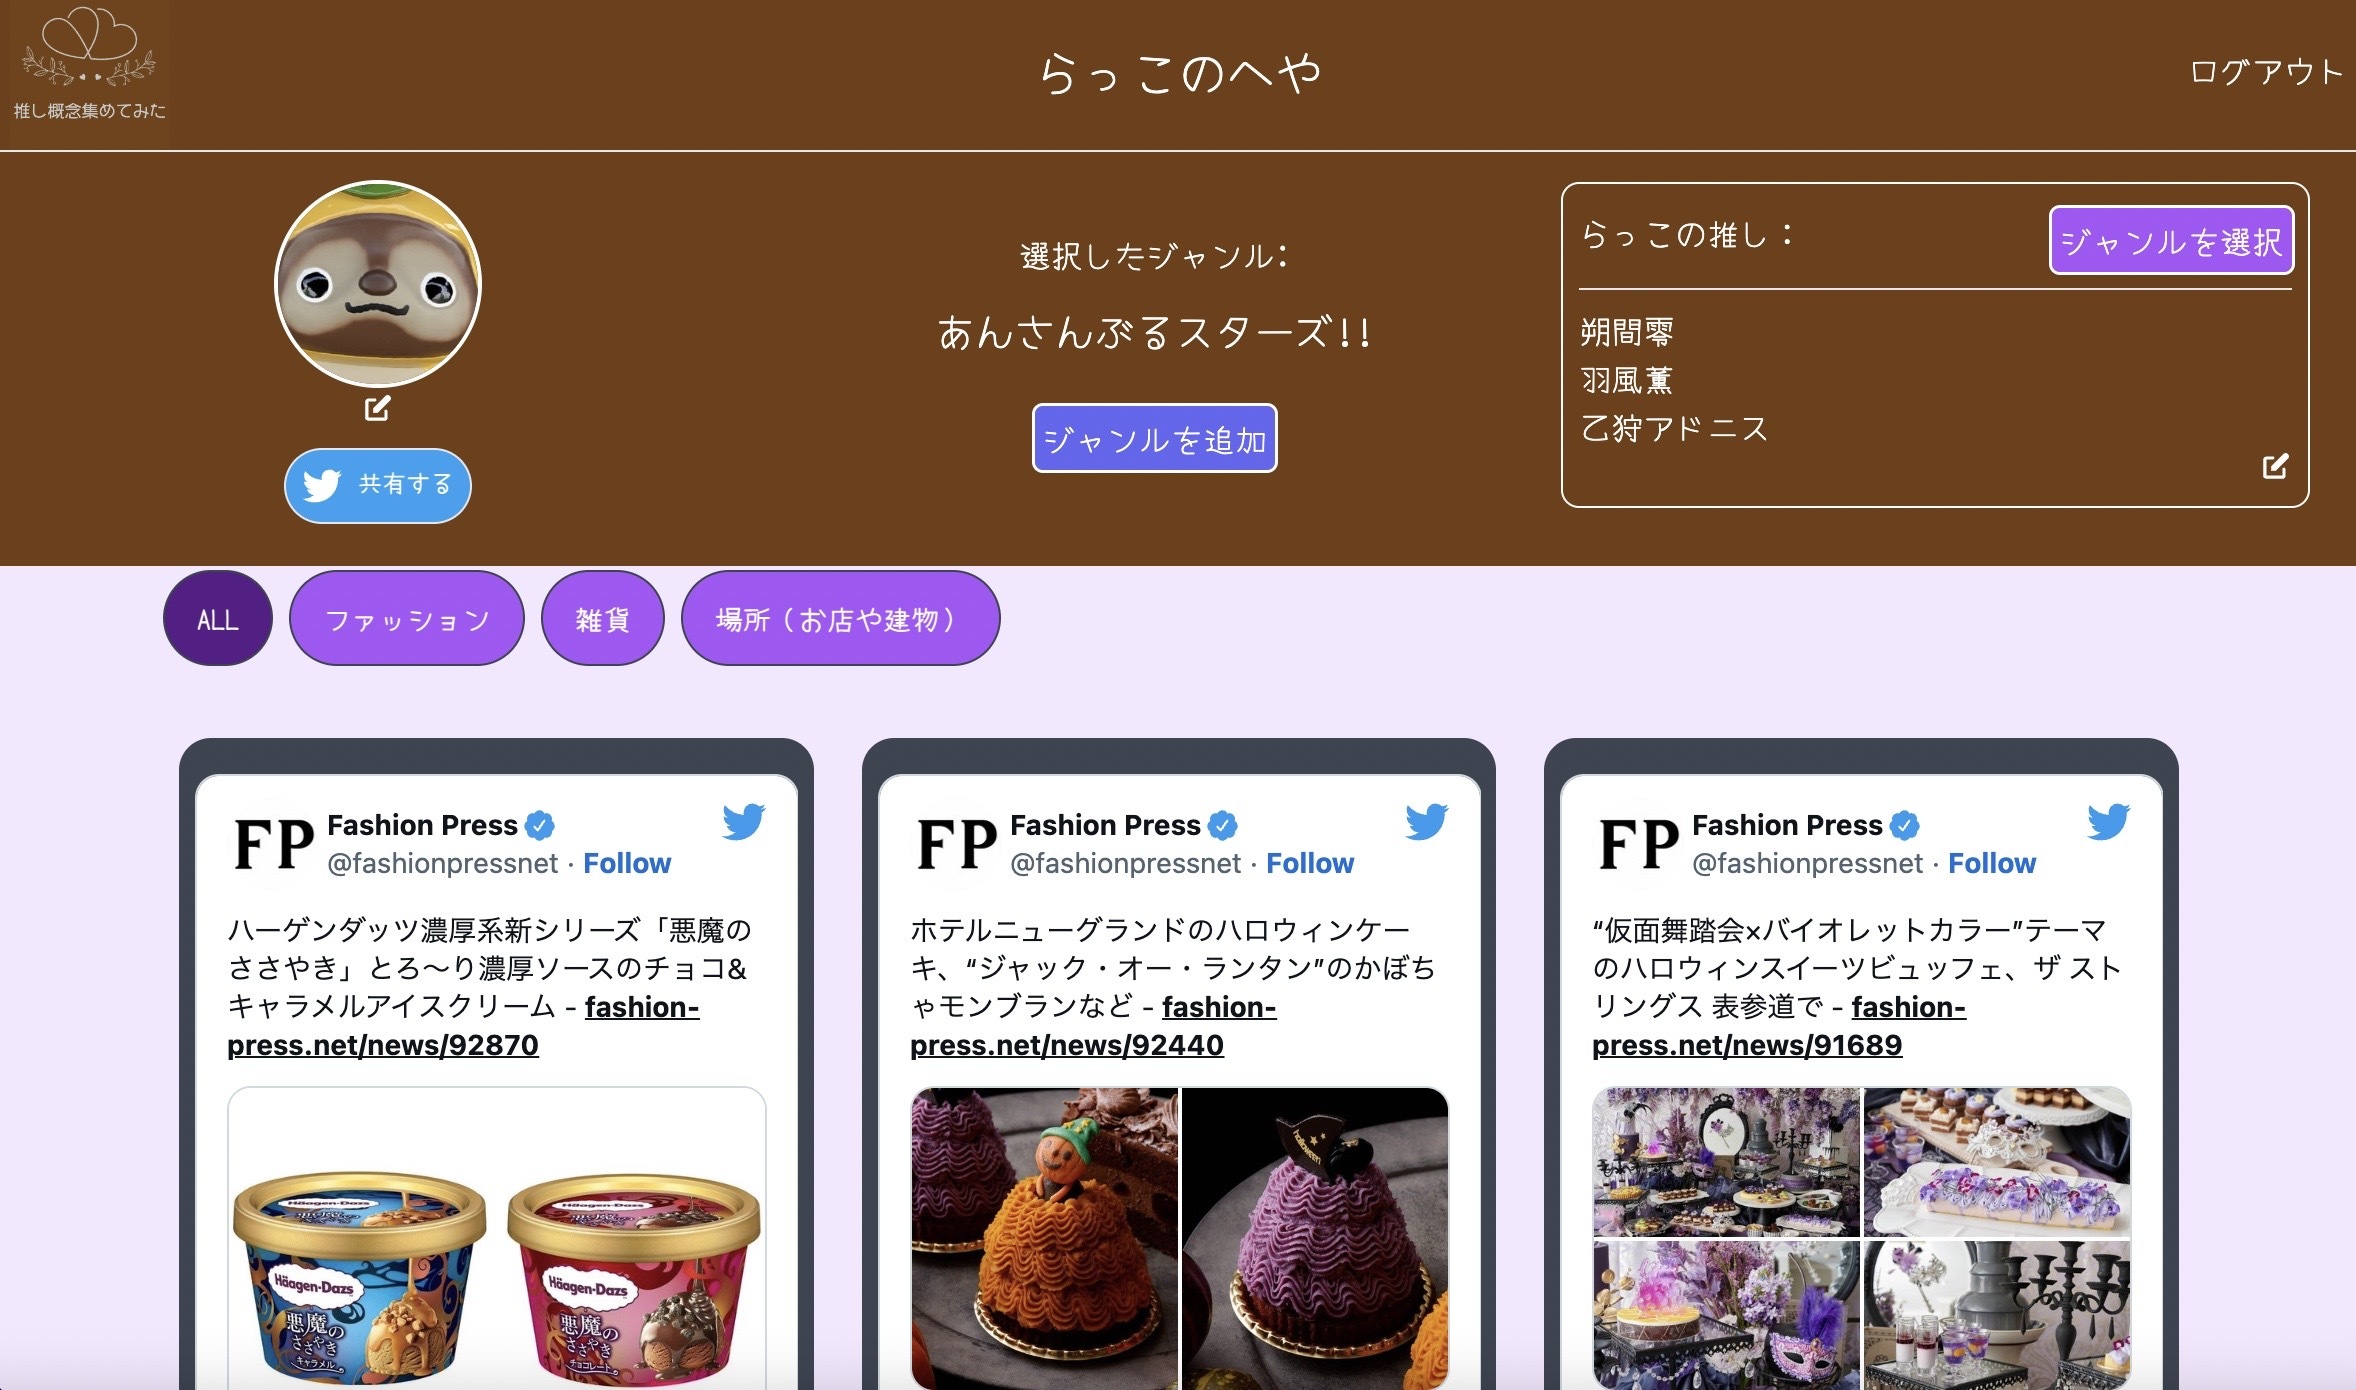 推し概念集めてみた
らっこのへや
ログアウト
共有する
選択したジャンル:
あんさんぶるスターズ!!
ジャンルを追加
らっこの推し：
ジャンルを選択
朔間零
羽風薫
乙狩アドニス
ALL
ファッション
雑貨
場所（お店や建物）
FP
Fashion Press
@fashionpressnet · Follow
ハーゲンダッツ濃厚系新シリーズ「悪魔の
ささやき」とろ〜り濃厚ソースのチョコ&
キャラメルアイスクリーム - fashion-
press.net/news/92870
Häagen-Dazs
悪魔の
ささやき
キャラメル
Häagen-Dazs
悪魔の
ささやき
チョコレート
FP
Fashion Press
@fashionpressnet · Follow
ホテルニューグランドのハロウィンケー
キ、“ジャック・オー・ランタン”のかぼち
ゃモンブランなど - fashion-
press.net/news/92440
halloween
FP
Fashion Press
@fashionpressnet · Follow
“仮面舞踏会×バイオレットカラー”テーマ
のハロウィンスイーツビュッフェ、ザ スト
リングス 表参道で - fashion-
press.net/news/91689